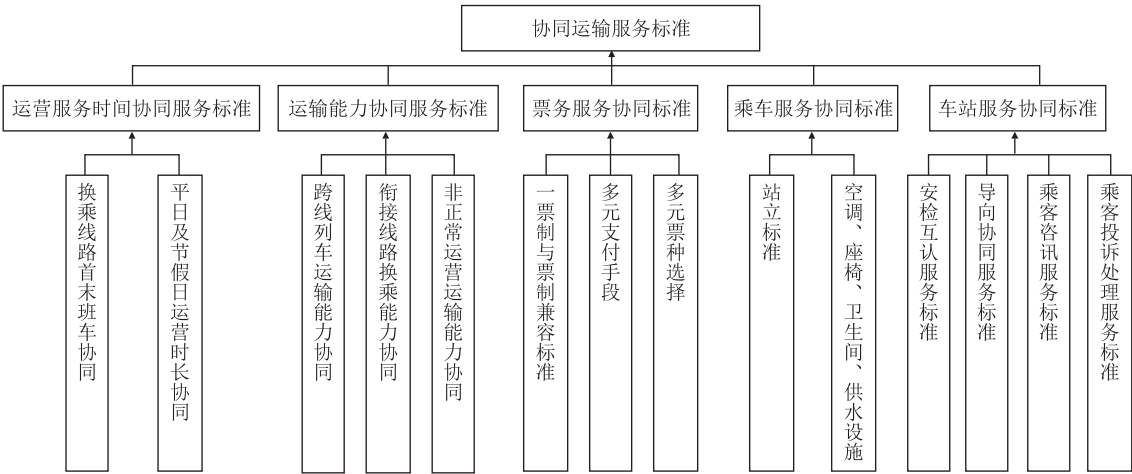 协同运输服务标准
运营服务时间协同服务标准
运输能力协同服务标准
票务服务协同标准
乘车服务协同标准
车站服务协同标准
换乘线路首末班车协同
平日及节假日运营时长协同
跨线列车运输能力协同
衔接线路换乘能力协同
非正常运营运输能力协同
一票制与票制兼容标准
多元支付手段
多元票种选择
站立标准
空调、座椅、卫生间、供水设施
安检互认服务标准
导向协同服务标准
乘客咨讯服务标准
乘客投诉处理服务标准